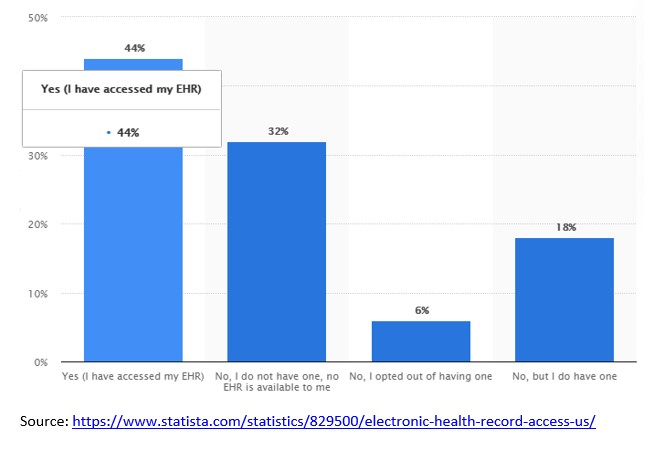 50%
44%
Yes (I have accessed my EHR)
• 44%
32%
30%
20%
18%
10%
6%
0%
Yes (I have accessed my EHR)
No, I do not have one, no
EHR is available to me
No, I opted out of having one
No, but I do have one
Source: https://www.statista.com/statistics/829500/electronic-health-record-access-us/